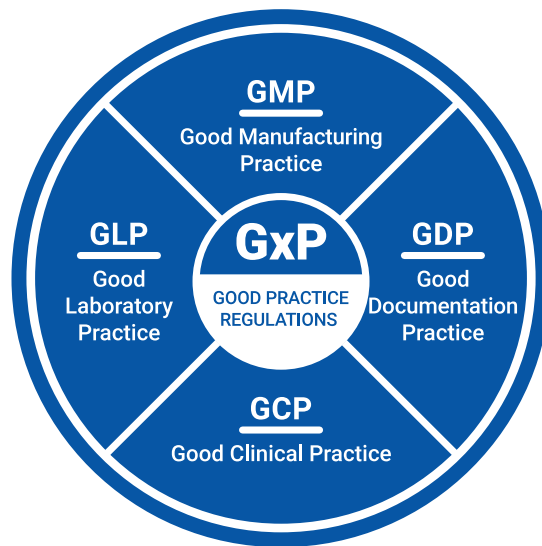 GMP
Good Manufacturing
Practice
GLP
Good
Laboratory
Practice
GxP
GOOD PRACTICE
REGULATIONS
GDP
Good
Documentation
Practice
GCP
Good Clinical Practice